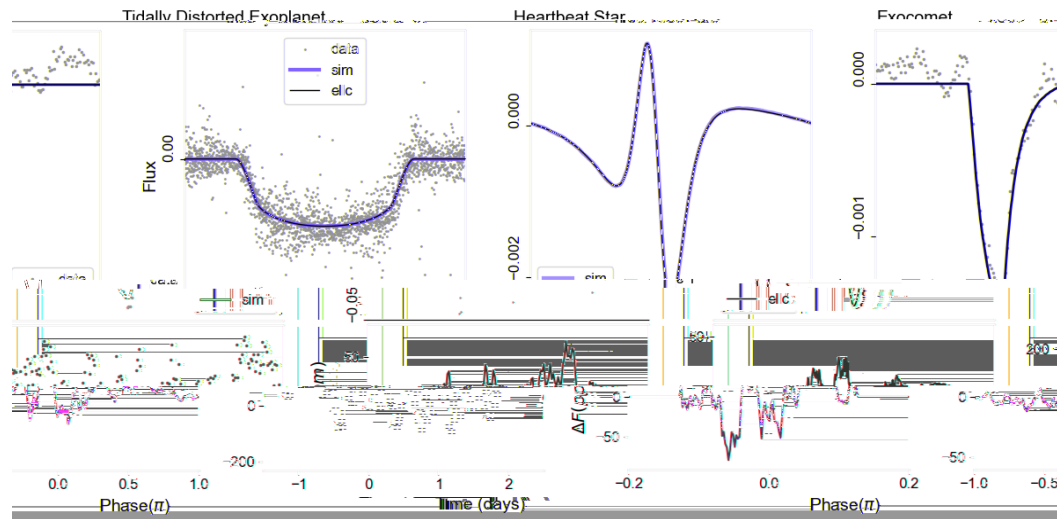 Tidally Distorted Exoplanet
Heartbeat Star
Exocomet
data
sim
ellc
Flux
0.00
0.000
-0.002
0.000
-0.001
data
sim
data
sim
-0.05
ellc
0
-200
0
-50
0
-50
200
0.0
0.5
1.0
-1
0
1
2
-0.2
0.0
0.2
-1.0
-0.5
Phase(π)
Time (days)
Phase(π)